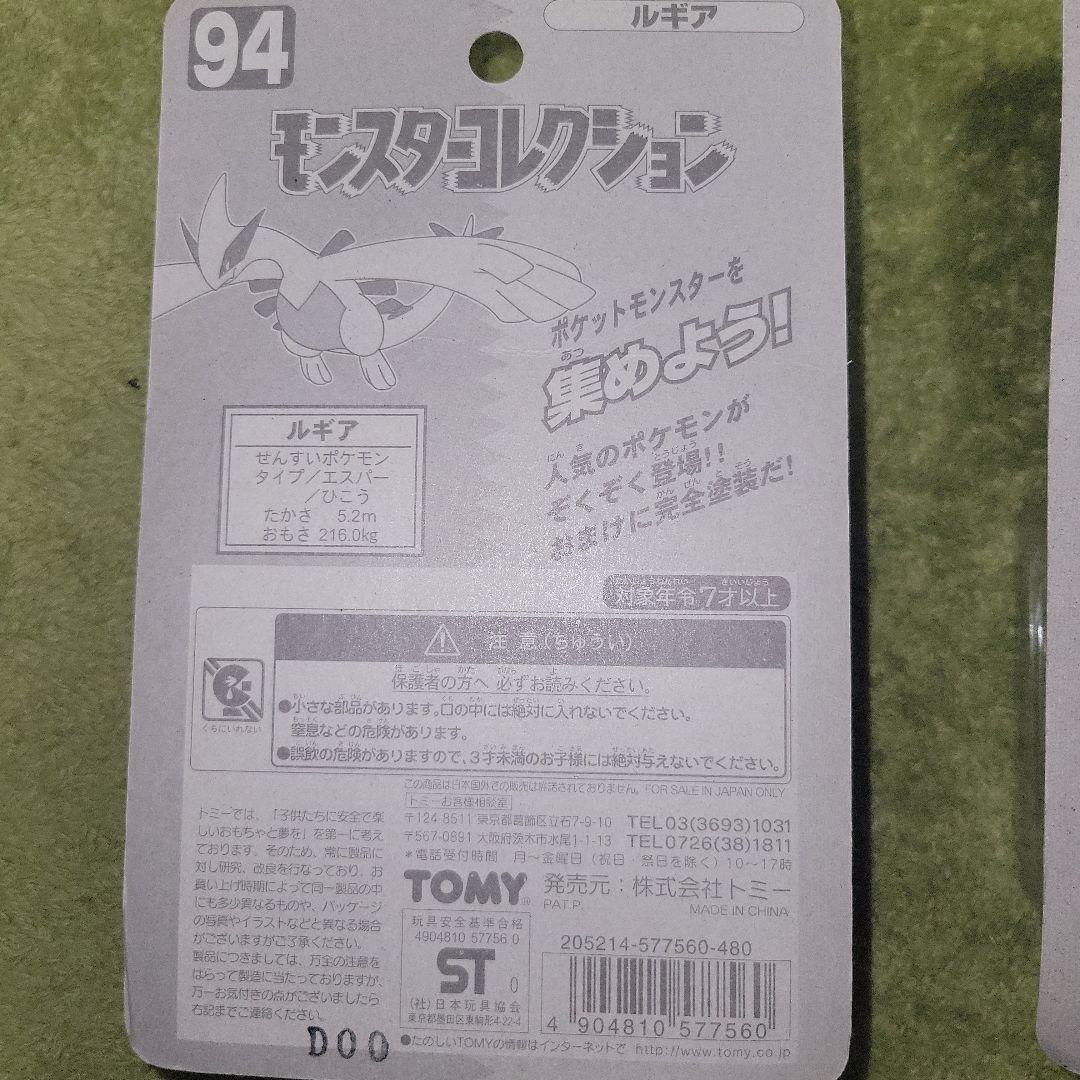 94
ルギア
モンスターコレクション
ポケットモンスターを
集めよう!
人気のポケモンが
ぞくぞく登場!!
おまけに完全塗装だ!
ルギア
せんすいポケモン
タイプ/エスパー
/ひこう
たかさ 5.2m
おもさ 216.0kg
対象年令7才以上
注意(ちゅうい)
保護者の方へ 必ずお読みください。
●小さな部品があります。口の中には絶対に入れないでください。
窒息などの危険があります。
●誤飲の危険がありますので、3才未満のお子様には絶対与えないでください。
くちにいれない
この商品は日本国外での販売は許諾されておりません。FOR SALE IN JAPAN ONLY
トミーお客様相談室
〒124-8511 東京都葛飾区立石7-9-10 TEL03(3693)1031
〒567-0891 大阪府茨木市水尾1-1-13 TEL0726(38)1811
*電話受付時間:月〜金曜日(祝日・祭日を除く)10〜17時
トミーでは、「子供たちに安全で楽
しいおもちゃと夢を」を第一に考え
ております。そのため、常に製品に
対し研究、改良を行なっており、お
買い上げ時期によって同一製品の中
にも多少異なるものや、パッケージ
の写真やイラストなどと異なる場合
がございますがご了承ください。
製品につきましては、万全の注意を
はらって製造に当たっておりますが、
万一お気付きの点がございましたら
右記までご連絡ください。
TOMY® 発売元:株式会社トミー
PAT.P. MADE IN CHINA
玩具安全基準合格
4904810 57756 0
ST 0
(社)日本玩具協会
東京都墨田区東駒形4-22-4
205214-577560-480
4 904810 577560
D00
●たのしいTOMYの情報はインターネットで http://www.tomy.co.jp